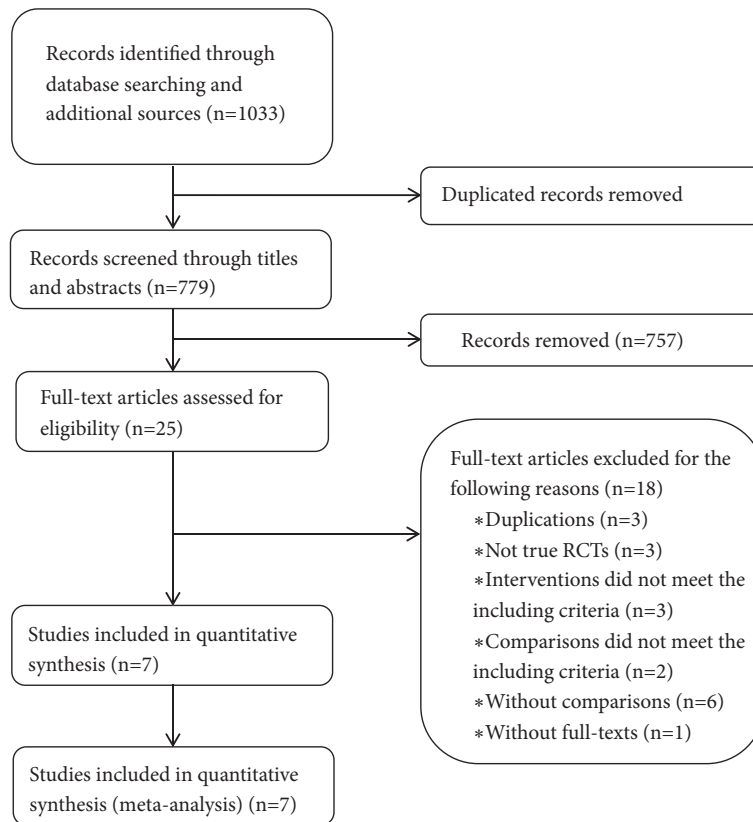 Records identified through
database searching and
additional sources (n=1033)
Duplicated records removed
Records screened through titles
and abstracts (n=779)
Records removed (n=757)
Full-text articles assessed for
eligibility (n=25)
Full-text articles excluded for the
following reasons (n=18)
∗Duplications (n=3)
∗Not true RCTs (n=3)
∗Interventions did not meet the
including criteria (n=3)
∗Comparisons did not meet the
including criteria (n=2)
∗Without comparisons (n=6)
∗Without full-texts (n=1)
Studies included in quantitative
synthesis (n=7)
Studies included in quantitative
synthesis (meta-analysis) (n=7)